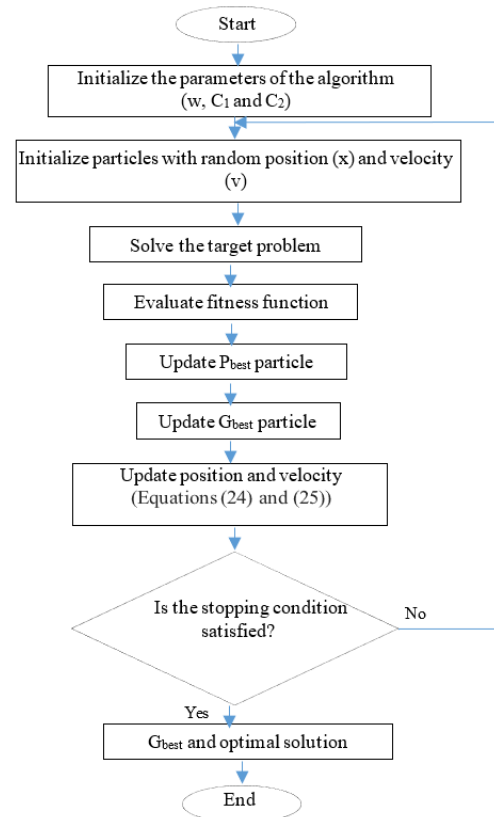 Start
Initialize the parameters of the algorithm
(w, C₁ and C₂)
Initialize particles with random position (x) and velocity
(v)
Solve the target problem
Evaluate fitness function
Update Pbest particle
Update Gbest particle
Update position and velocity
(Equations (24) and (25))
Is the stopping condition
satisfied?
No
Yes
Gbest and optimal solution
End